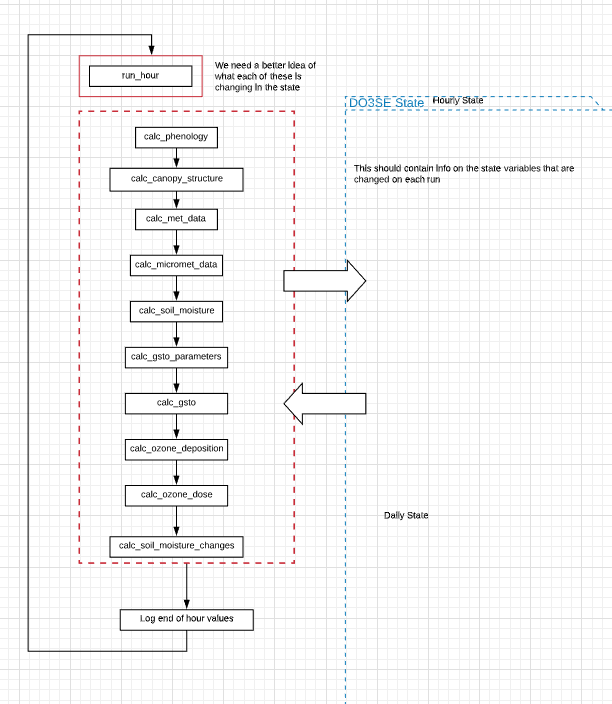 run_hour
We need a better idea of
what each of these is
changing in the state
DO3SE State
Hourly State
calc_phenology
This should contain info on the state variables that are
changed on each run
calc_canopy_structure
calc_met_data
calc_micromet_data
calc_soil_moisture
calc_gsto_parameters
calc_gsto
calc_ozone_deposition
calc_ozone_dose
Daily State
calc_soil_moisture_changes
Log end of hour values